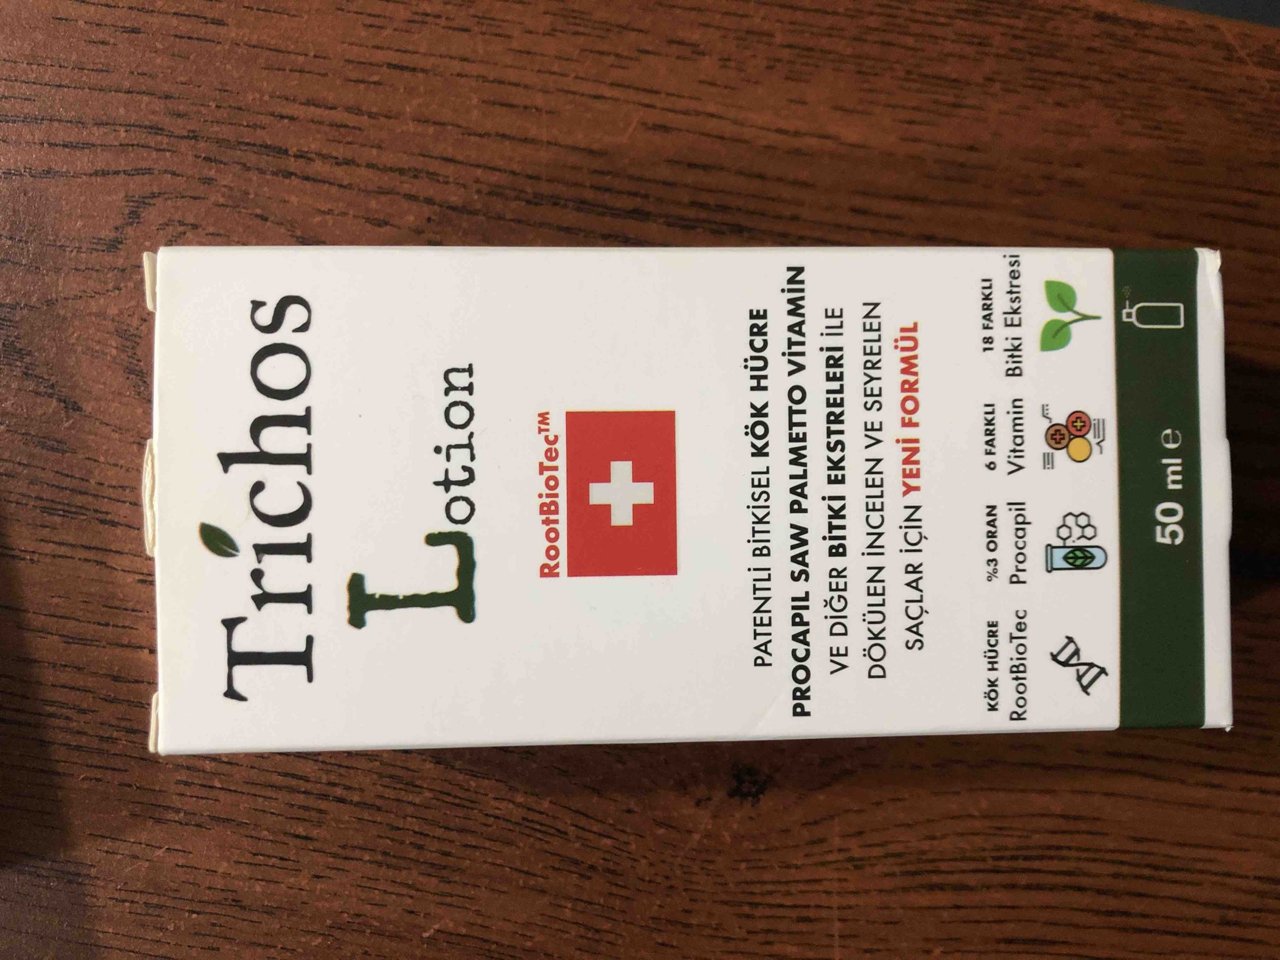 Trichos
Lotion
RootBioTec™
PATENTLİ BİTKİSEL KÖK HÜCRE
PROCAPIL SAW PALMETTO VİTAMİN
VE DİĞER BİTKİ EKSTRELERİ İLE
DÖKÜLEN İNCELEN VE SEYRELEN
SAÇLAR İÇİN YENİ FORMÜL
KÖK HÜCRE
RootBioTec
%3 ORAN
Procapil
6 FARKLI
Vitamin
18 FARKLI
Bitki Ekstresi
50 ml e